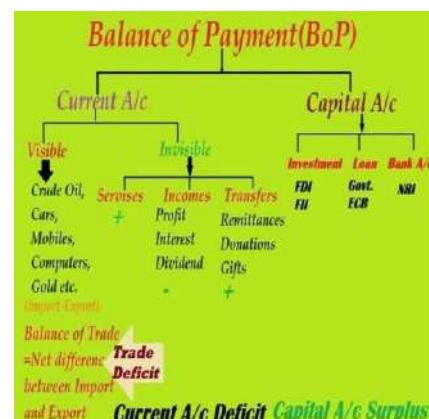 Balance of Payment(BoP)
Current A/c
Capital A/c
Visible
Invisible
Crude Oil,
Cars,
Mobiles,
Computers,
Gold etc.
(Import-Export)
Servises
+
Incomes
Profit
Interest
Dividend
-
Transfers
Remittances
Donations
Gifts
+
Investment
FDI
FII
Loan
Govt.
ECB
Bank A/c
NRI
Balance of Trade
=Net differenc
between Import
and Export
Trade
Deficit
Current A/c Deficit Capital A/c Surplus